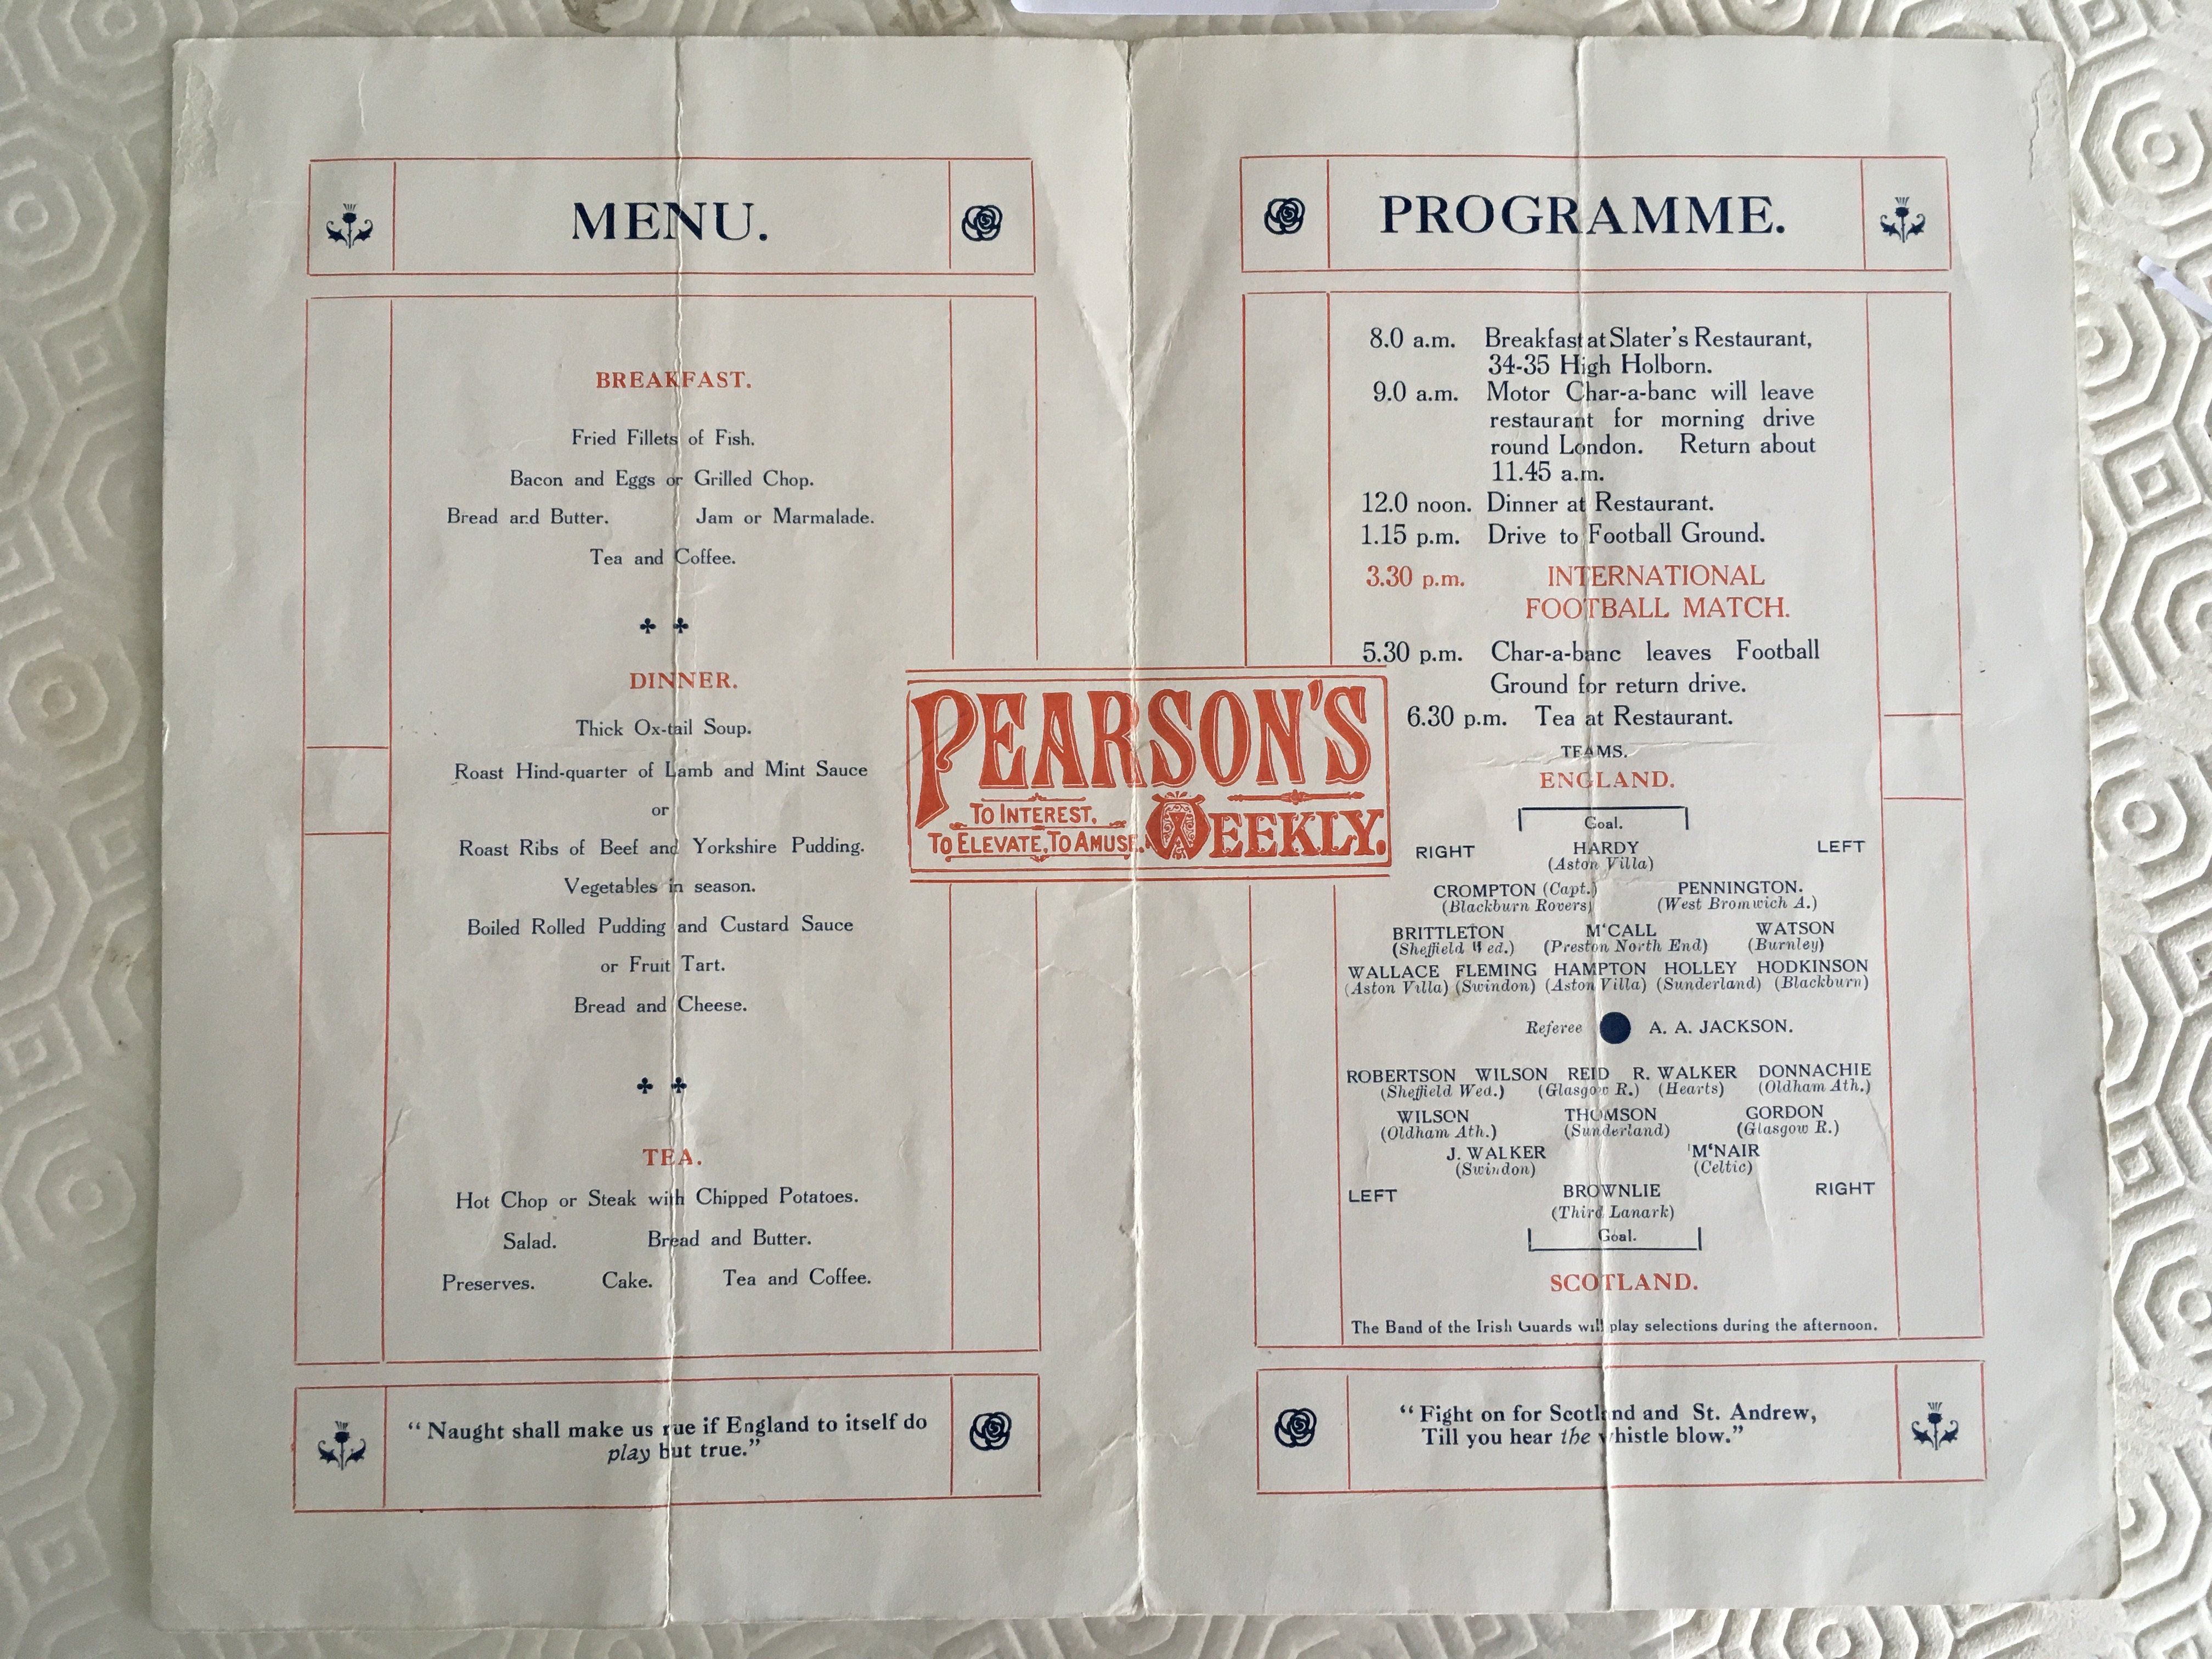 MENU.
BREAKFAST.
Fried Fillets of Fish.
Bacon and Eggs or Grilled Chop.
Bread and Butter. Jam or Marmalade.
Tea and Coffee.
DINNER.
Thick Ox-tail Soup.
Roast Hind-quarter of Lamb and Mint Sauce
or
Roast Ribs of Beef and Yorkshire Pudding.
Vegetables in season.
Boiled Rolled Pudding and Custard Sauce
or Fruit Tart.
Bread and Cheese.
TEA.
Hot Chop or Steak with Chipped Potatoes.
Salad. Bread and Butter.
Preserves. Cake. Tea and Coffee.
"Naught shall make us rue if England to itself do
play but true."
PEARSON'S
TO INTEREST,
TO ELEVATE, TO AMUSE.
WEEKLY.
PROGRAMME.
8.0 a.m. Breakfast at Slater's Restaurant,
34-35 High Holborn.
9.0 a.m. Motor Char-a-banc will leave
restaurant for morning drive
round London. Return about
11.45 a.m.
12.0 noon. Dinner at Restaurant.
1.15 p.m. Drive to Football Ground.
3.30 p.m. INTERNATIONAL
FOOTBALL MATCH.
5.30 p.m. Char-a-banc leaves Football
Ground for return drive.
6.30 p.m. Tea at Restaurant.
TEAMS.
ENGLAND.
Goal.
RIGHT HARDY LEFT
(Aston Villa)
CROMPTON (Capt.) PENNINGTON.
(Blackburn Rovers) (West Bromwich A.)
BRITTLETON M'CALL WATSON
(Sheffield Wed.) (Preston North End) (Burnley)
WALLACE FLEMING HAMPTON HOLLEY HODKINSON
(Aston Villa) (Swindon) (Aston Villa) (Sunderland) (Blackburn)
Referee A. A. JACKSON.
ROBERTSON WILSON REID R. WALKER DONNACHIE
(Sheffield Wed.) (Glasgow R.) (Hearts) (Oldham Ath.)
WILSON THOMSON GORDON
(Oldham Ath.) (Sunderland) (Glasgow R.)
J. WALKER M'NAIR
(Swindon) (Celtic)
LEFT BROWNLIE RIGHT
(Third Lanark)
Goal.
SCOTLAND.
The Band of the Irish Guards will play selections during the afternoon.
"Fight on for Scotland and St. Andrew,
Till you hear the whistle blow."